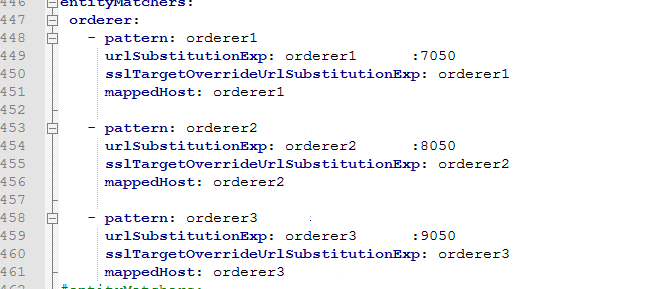 446 entityMatchers:
447 orderer:
448 - pattern: orderer1
449 urlSubstitutionExp: orderer1 :7050
450 sslTargetOverrideUrlSubstitutionExp: orderer1
451 mappedHost: orderer1
452
453 - pattern: orderer2
454 urlSubstitutionExp: orderer2 :8050
455 sslTargetOverrideUrlSubstitutionExp: orderer2
456 mappedHost: orderer2
457
458 - pattern: orderer3
459 urlSubstitutionExp: orderer3 :9050
460 sslTargetOverrideUrlSubstitutionExp: orderer3
461 mappedHost: orderer3
462 #entityMatchers: